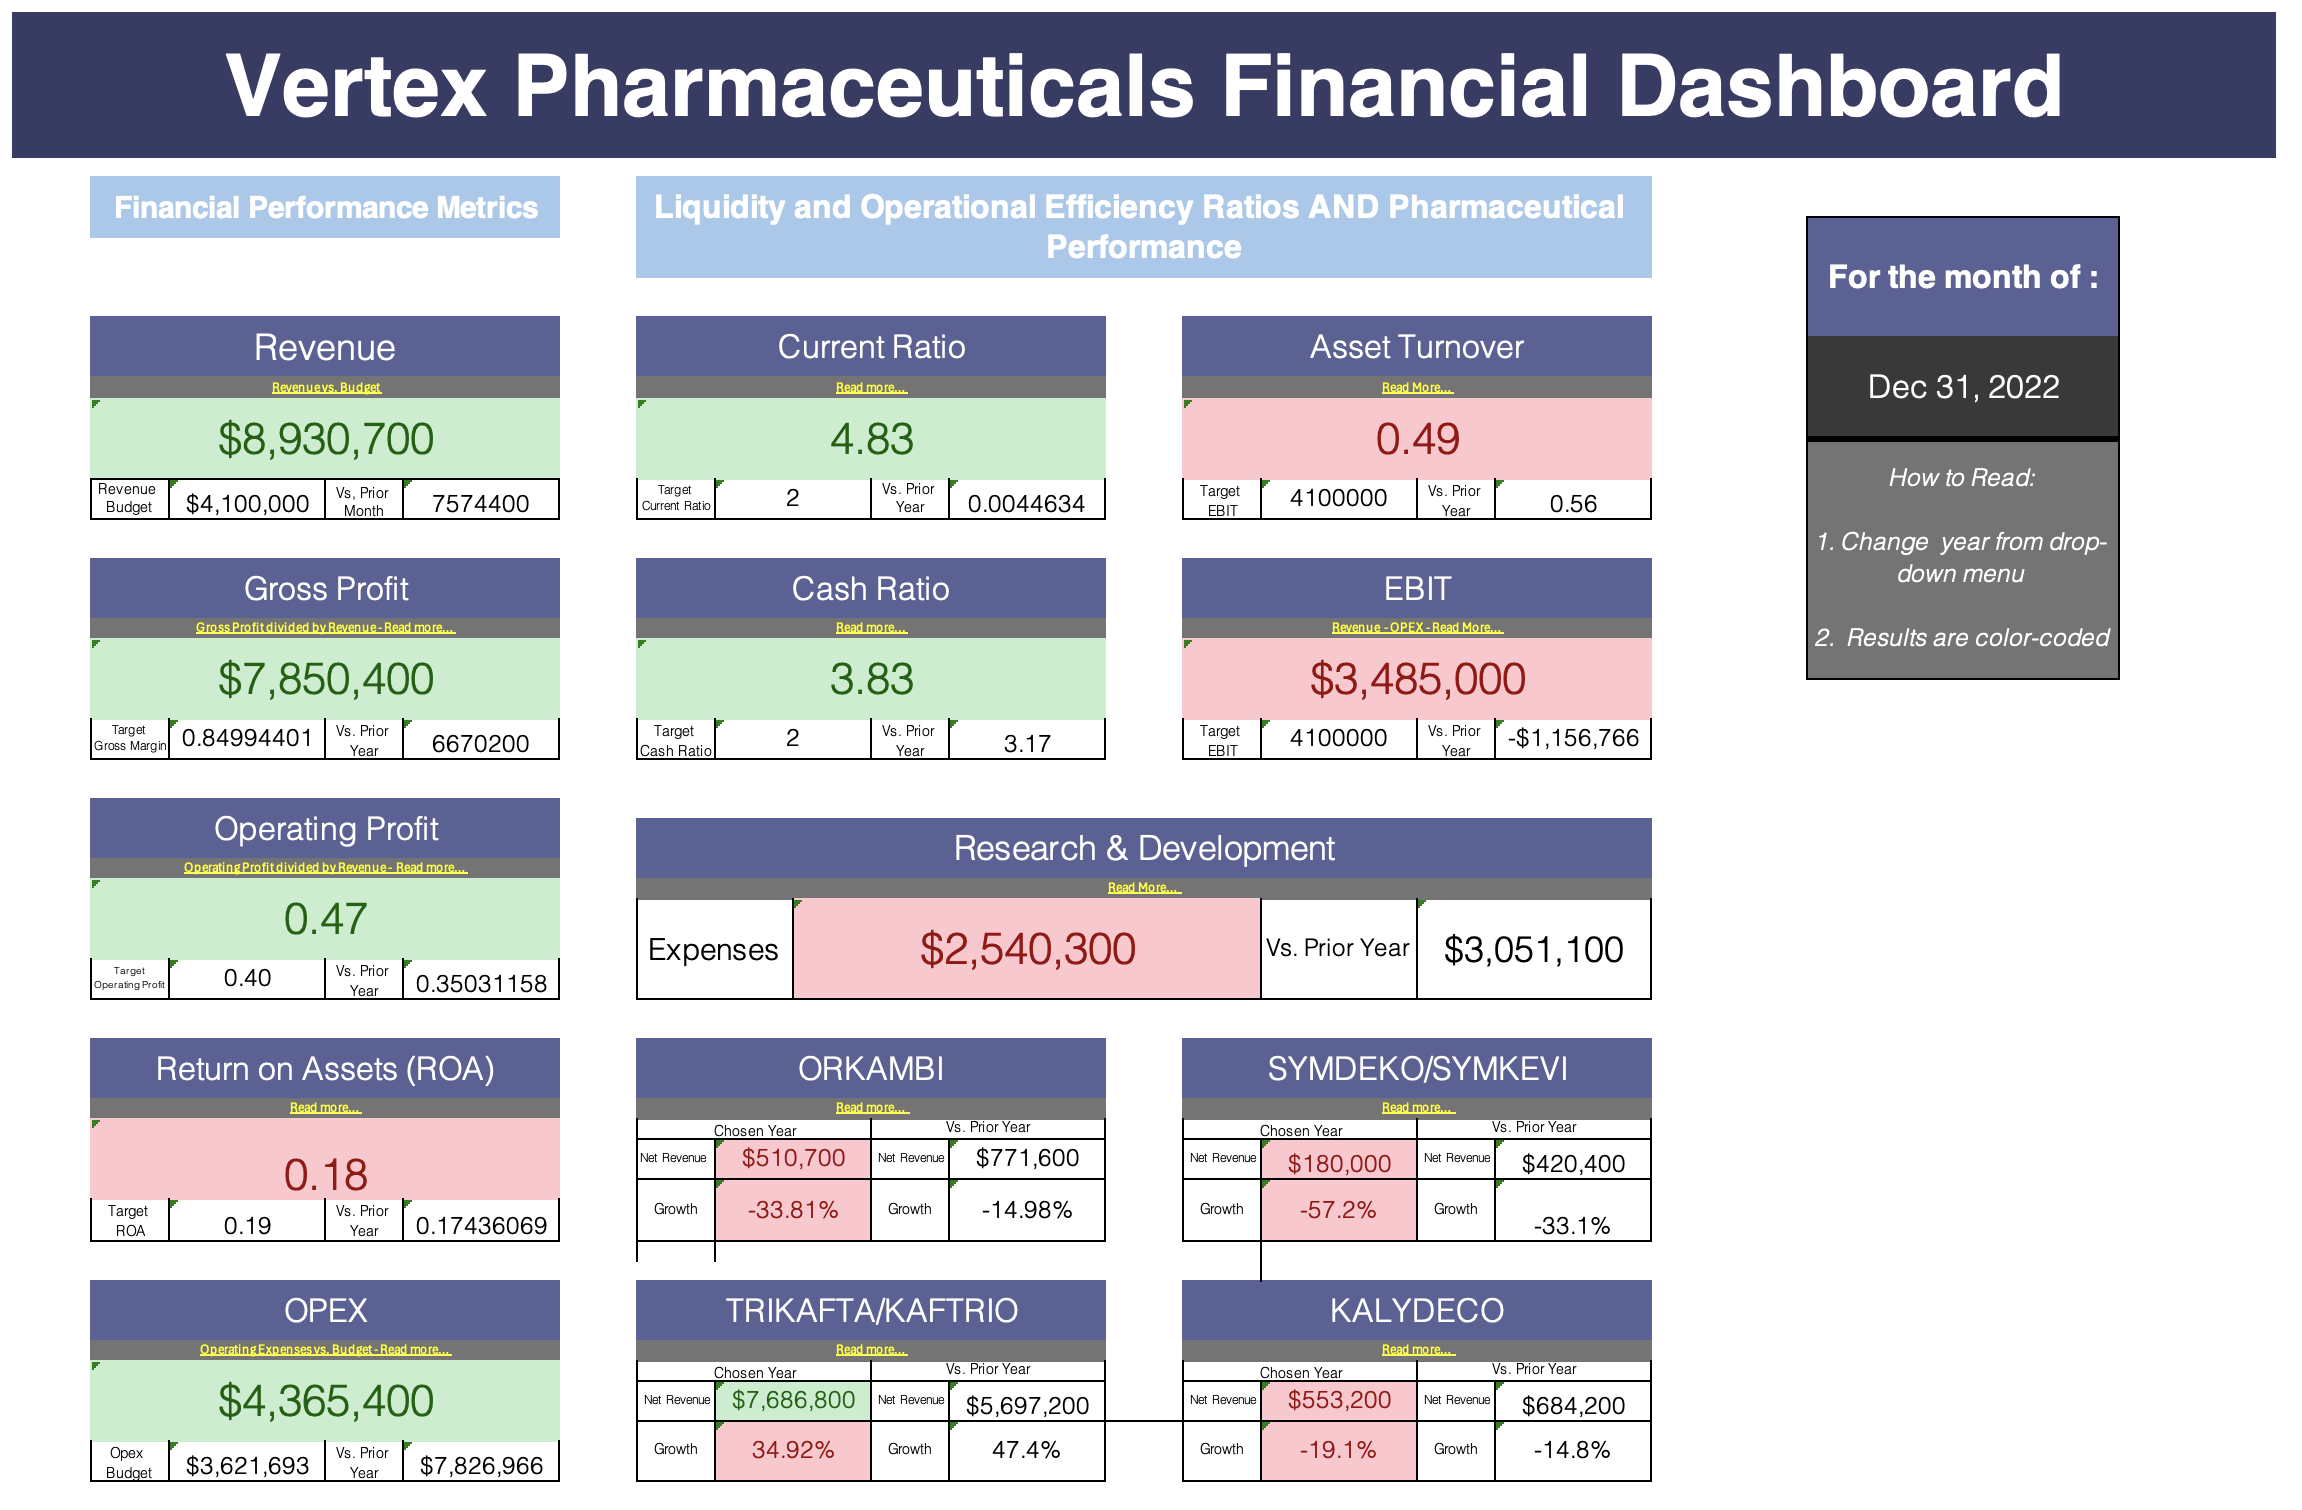 Vertex Pharmaceuticals Financial Dashboard
Financial Performance Metrics
Liquidity and Operational Efficiency Ratios AND Pharmaceutical
Performance
For the month of :
Dec 31, 2022
How to Read:
1. Change  year from drop-
down menu
2.  Results are color-coded
Revenue
Revenue vs. Budget
$8,930,700
Revenue
Budget
$4,100,000
Vs, Prior
Month
7574400
Current Ratio
Read more...
4.83
Target
Current Ratio
2
Vs. Prior
Year
0.0044634
Asset Turnover
Read More...
0.49
Target
EBIT
4100000
Vs. Prior
Year
0.56
Gross Profit
Gross Profit divided by Revenue - Read more...
$7,850,400
Target
Gross Margin
0.84994401
Vs. Prior
Year
6670200
Cash Ratio
Read more...
3.83
Target
Cash Ratio
2
Vs. Prior
Year
3.17
EBIT
Revenue - OPEX - Read More...
$3,485,000
Target
EBIT
4100000
Vs. Prior
Year
-$1,156,766
Operating Profit
Operating Profit divided by Revenue - Read more...
0.47
Target
Operating Profit
0.40
Vs. Prior
Year
0.35031158
Research & Development
Read More...
Expenses
$2,540,300
Vs. Prior Year
$3,051,100
Return on Assets (ROA)
Read more...
0.18
Target
ROA
0.19
Vs. Prior
Year
0.17436069
ORKAMBI
Read more...
Chosen Year
Vs. Prior Year
Net Revenue
$510,700
Net Revenue
$771,600
Growth
-33.81%
Growth
-14.98%
SYMDEKO/SYMKEVI
Read more...
Chosen Year
Vs. Prior Year
Net Revenue
$180,000
Net Revenue
$420,400
Growth
-57.2%
Growth
-33.1%
OPEX
Operating Expenses vs. Budget - Read more...
$4,365,400
Opex
Budget
$3,621,693
Vs. Prior
Year
$7,826,966
TRIKAFTA/KAFTRIO
Read more...
Chosen Year
Vs. Prior Year
Net Revenue
$7,686,800
Net Revenue
$5,697,200
Growth
34.92%
Growth
47.4%
KALYDECO
Read more...
Chosen Year
Vs. Prior Year
Net Revenue
$553,200
Net Revenue
$684,200
Growth
-19.1%
Growth
-14.8%